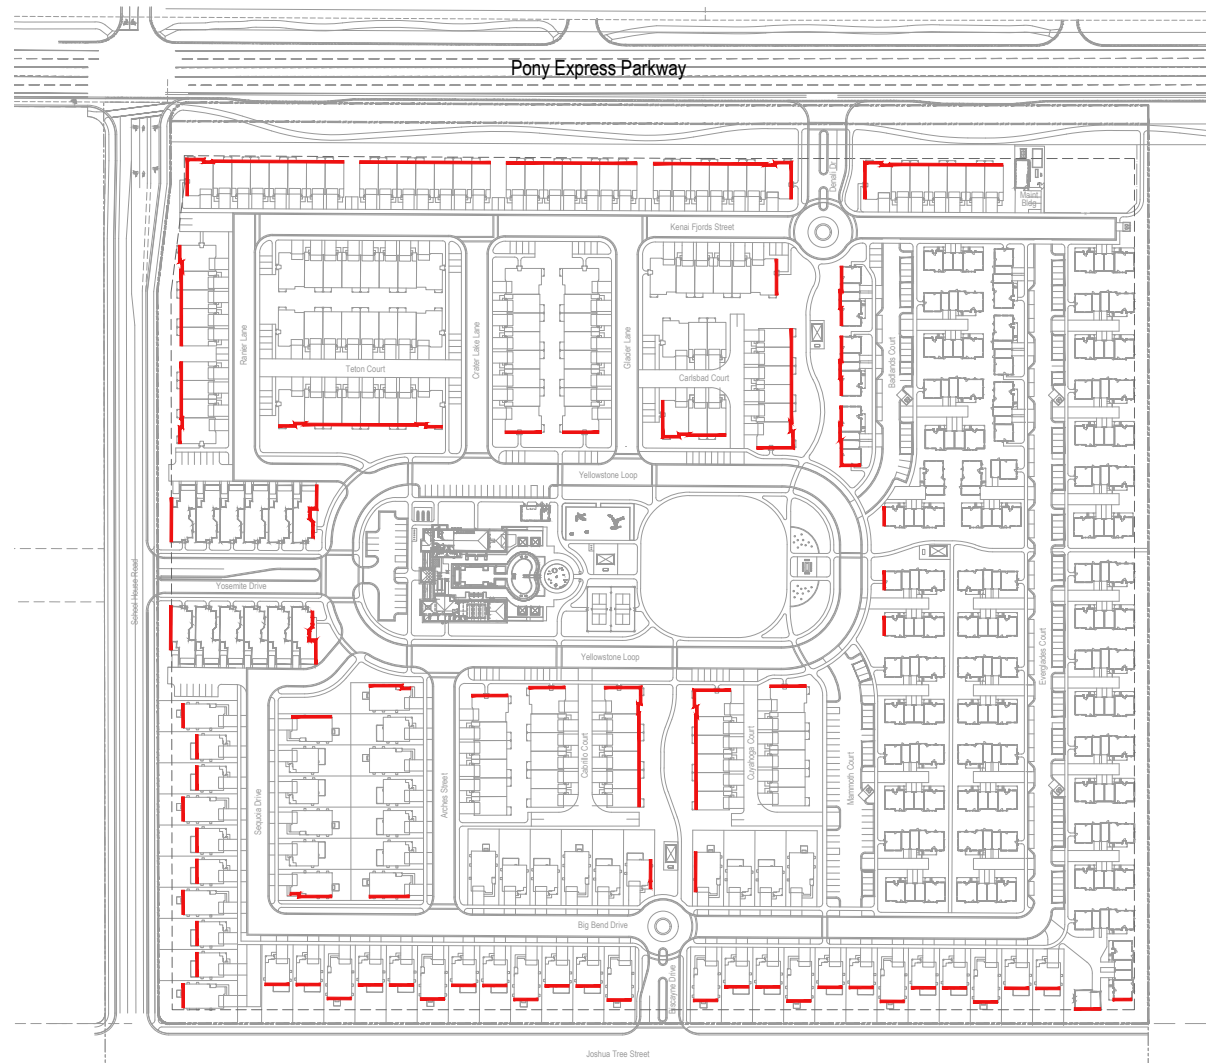 Pony Express Parkway
Denali Dr.
Maint
Bldg
Kenai Fjords Street
Ranier Lane
Crater Lake Lane
Glacier Lane
Badlands Court
Teton Court
Carlsbad Court
Yellowstone Loop
School House Road
Yosemite Drive
Yellowstone Loop
Everglades Court
Sequoia Drive
Arches Street
Cabrillo Court
Cuyahoga Court
Mammoth Court
Big Bend Drive
Biscayne Drive
Joshua Tree Street